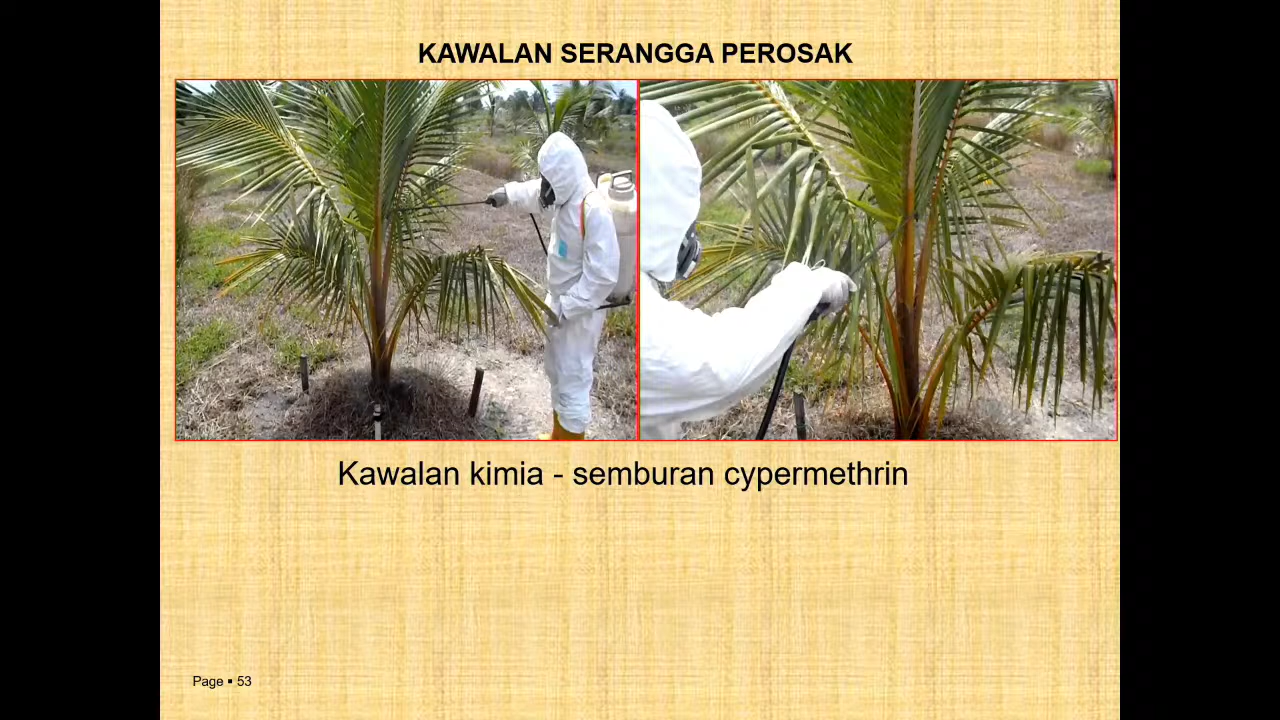 KAWALAN SERANGGA PEROSAK
Kawalan kimia - semburan cypermethrin
Page ▪ 53